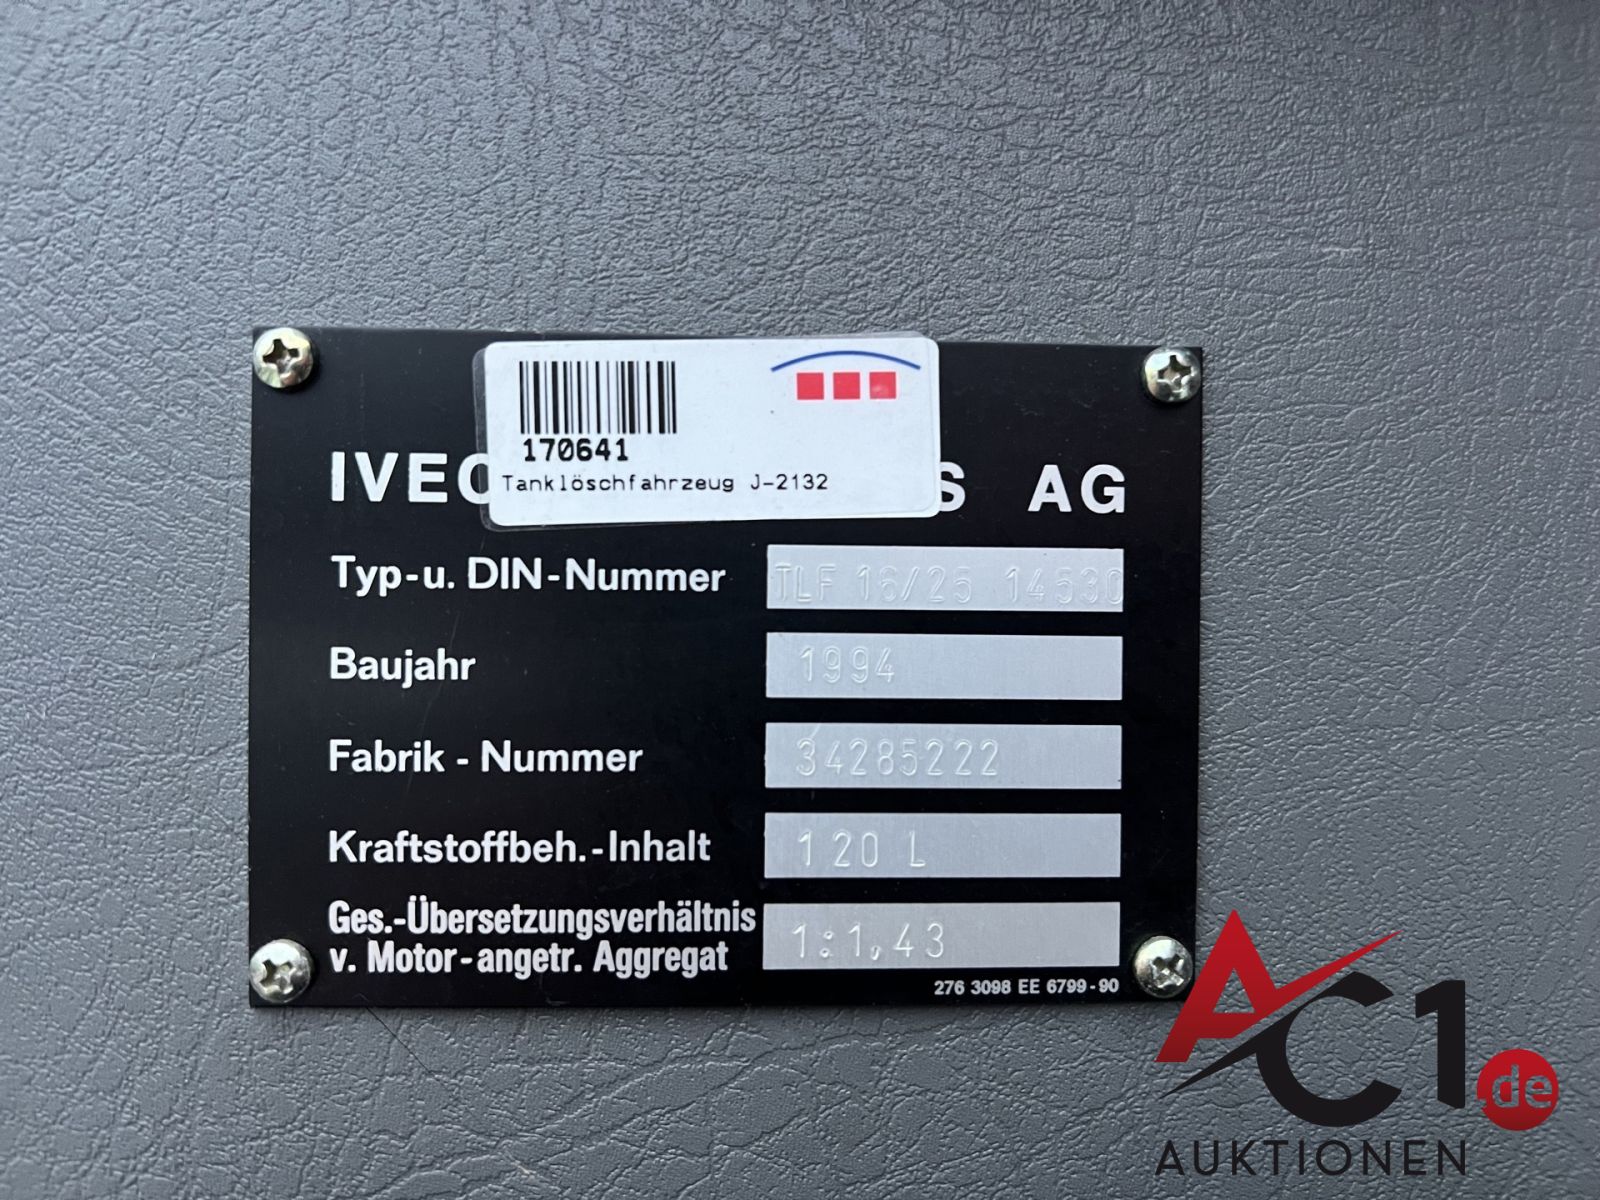 170641
Tanklöschfahrzeug J-2132
IVEC S AG
Typ-u. DIN-Nummer TLF 16/25 14530
Baujahr 1994
Fabrik - Nummer 34285222
Kraftstoffbeh.-Inhalt 120 L
Ges.-Übersetzungsverhältnis
v. Motor-angetr. Aggregat 1:1,43
276 3098 EE 6799-90
AC1.de
AUKTIONEN